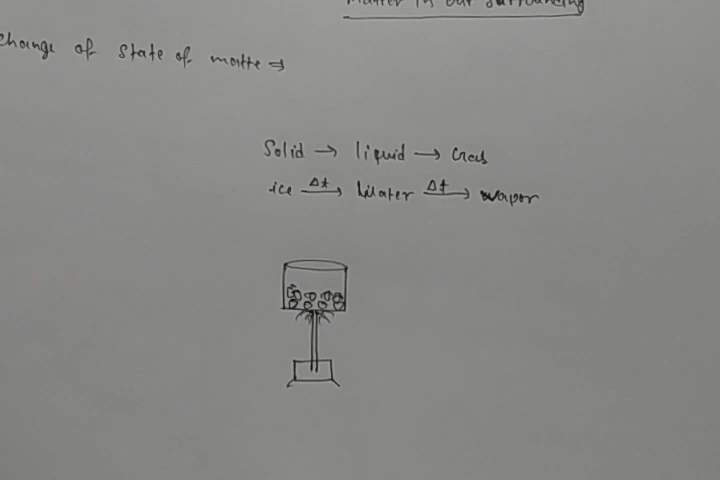 Matter in our surrounding
Change of state of matte ⇒
Solid → liquid → Gas
ice Δt→ Water Δt→ vapor